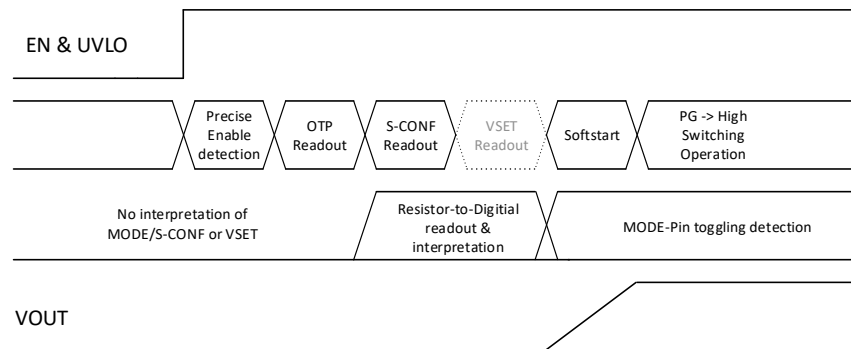 EN & UVLO
Precise
Enable
detection
OTP
Readout
S-CONF
Readout
VSET
Readout
Softstart
PG -> High
Switching
Operation
No interpretation of
MODE/S-CONF or VSET
Resistor-to-Digitial
readout &
interpretation
MODE-Pin toggling detection
VOUT